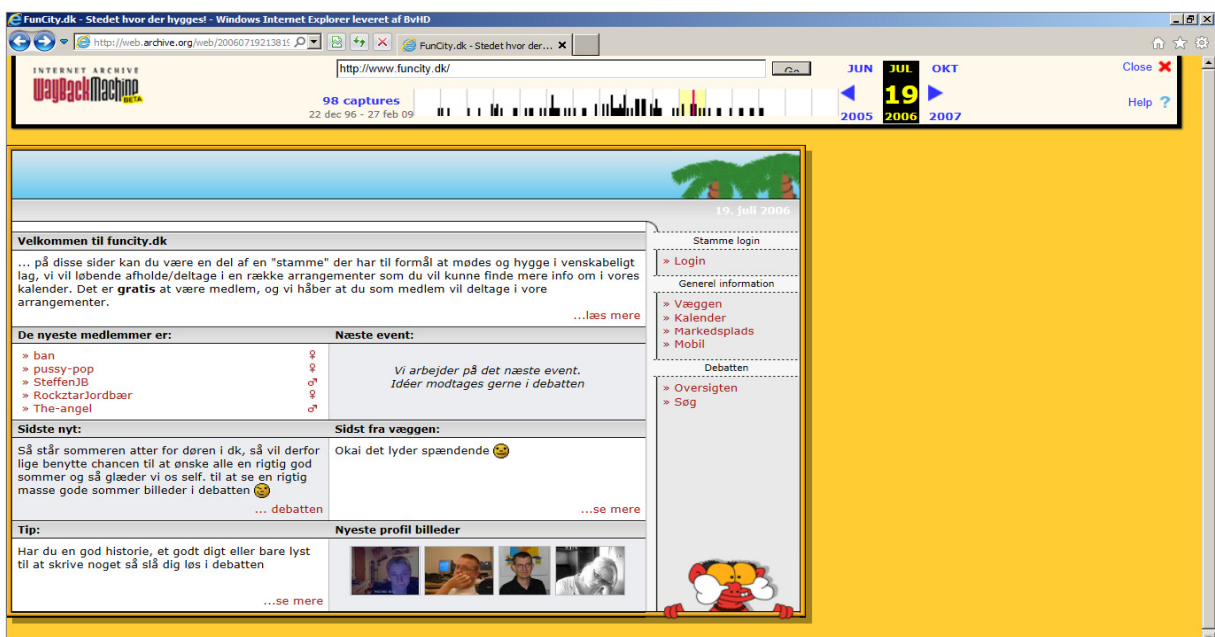 FunCity.dk - Stedet hvor der hygges! - Windows Internet Explorer leveret af BvHD
http://web.archive.org/web/20060719213815
FunCity.dk - Stedet hvor der...
INTERNET ARCHIVE
WayBackMachine
BETA
http://www.funcity.dk/
Go
98 captures
22 dec 96 - 27 feb 09
JUN JUL OKT
19
2005 2006 2007
Close
Help ?
19. juli 2006
Velkommen til funcity.dk
... på disse sider kan du være en del af en "stamme" der har til formål at mødes og hygge i venskabeligt
lag, vi vil løbende afholde/deltage i en række arrangementer som du vil kunne finde mere info om i vores
kalender. Det er gratis at være medlem, og vi håber at du som medlem vil deltage i vore
arrangementer.
...læs mere
De nyeste medlemmer er:
» ban ♀
» pussy-pop ♀
» SteffenJB ♂
» RockztarJordbær ♀
» The-angel ♂
Næste event:
Vi arbejder på det næste event.
Idéer modtages gerne i debatten
Sidste nyt:
Så står sommeren atter for døren i dk, så vil derfor
lige benytte chancen til at ønske alle en rigtig god
sommer og så glæder vi os self. til at se en rigtig
masse gode sommer billeder i debatten
... debatten
Sidst fra væggen:
Okai det lyder spændende
...se mere
Tip:
Har du en god historie, et godt digt eller bare lyst
til at skrive noget så slå dig løs i debatten
...se mere
Nyeste profil billeder
Stamme login
» Login
Generel information
» Væggen
» Kalender
» Markedsplads
» Mobil
Debatten
» Oversigten
» Søg